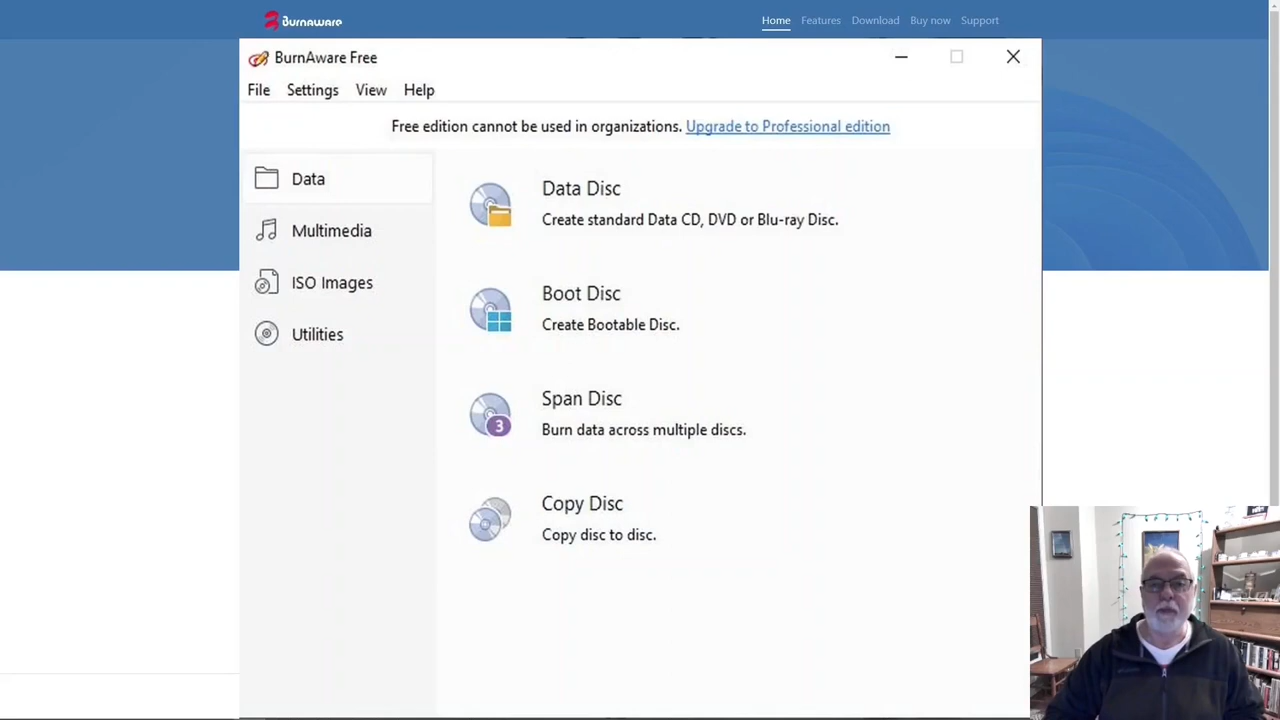 Burnaware
Home Features Download Buy now Support
BurnAware Free
File Settings View Help
Free edition cannot be used in organizations. Upgrade to Professional edition
Data
Multimedia
ISO Images
Utilities
Data Disc
Create standard Data CD, DVD or Blu-ray Disc.
Boot Disc
Create Bootable Disc.
3
Span Disc
Burn data across multiple discs.
Copy Disc
Copy disc to disc.